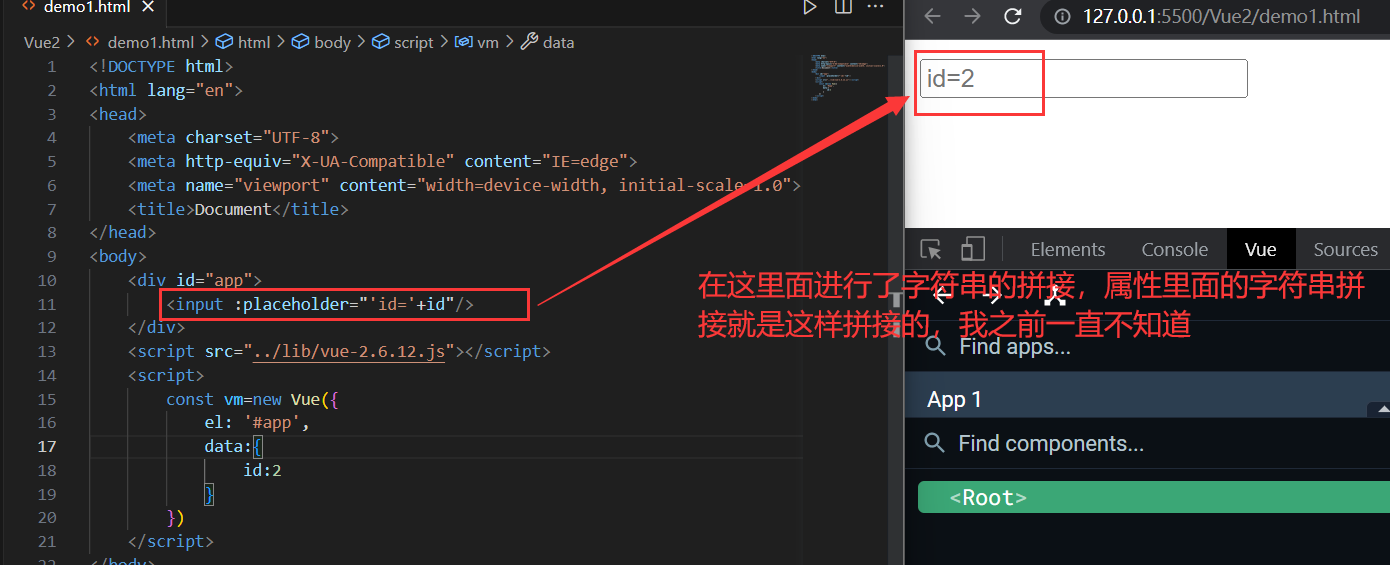 demo1.html
Vue2 > demo1.html > html > body > script > vm > data
1 <!DOCTYPE html>
2 <html lang="en">
3 <head>
4 <meta charset="UTF-8">
5 <meta http-equiv="X-UA-Compatible" content="IE=edge">
6 <meta name="viewport" content="width=device-width, initial-scale=1.0">
7 <title>Document</title>
8 </head>
9 <body>
10 <div id="app">
11 <input :placeholder="'id='+id"/>
12 </div>
13 <script src="../lib/vue-2.6.12.js"></script>
14 <script>
15 const vm=new Vue({
16 el: '#app',
17 data:{
18 id:2
19 }
20 })
21 </script>
22 </body>
127.0.0.1:5500/Vue2/demo1.html
id=2
Elements Console Vue Sources
在这里面进行了字符串的拼接，属性里面的字符串拼
接就是这样拼接的，我之前一直不知道
Find apps...
App 1
Find components...
<Root>